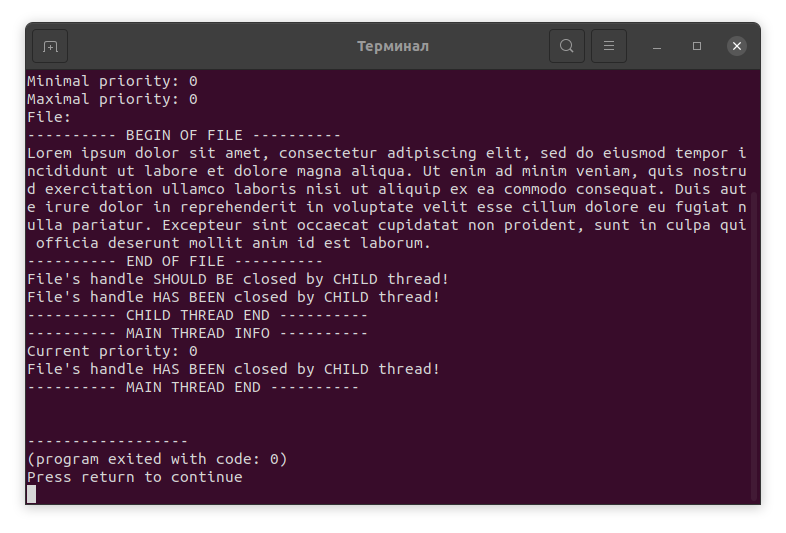 Терминал
Minimal priority: 0
Maximal priority: 0
File:
---------- BEGIN OF FILE ----------
Lorem ipsum dolor sit amet, consectetur adipiscing elit, sed do eiusmod tempor i
ncididunt ut labore et dolore magna aliqua. Ut enim ad minim veniam, quis nostru
d exercitation ullamco laboris nisi ut aliquip ex ea commodo consequat. Duis aut
e irure dolor in reprehenderit in voluptate velit esse cillum dolore eu fugiat n
ulla pariatur. Excepteur sint occaecat cupidatat non proident, sunt in culpa qui
 officia deserunt mollit anim id est laborum.
---------- END OF FILE ----------
File's handle SHOULD BE closed by CHILD thread!
File's handle HAS BEEN closed by CHILD thread!
---------- CHILD THREAD END ----------
---------- MAIN THREAD INFO ----------
Current priority: 0
File's handle HAS BEEN closed by CHILD thread!
---------- MAIN THREAD END ----------
------------------
(program exited with code: 0)
Press return to continue